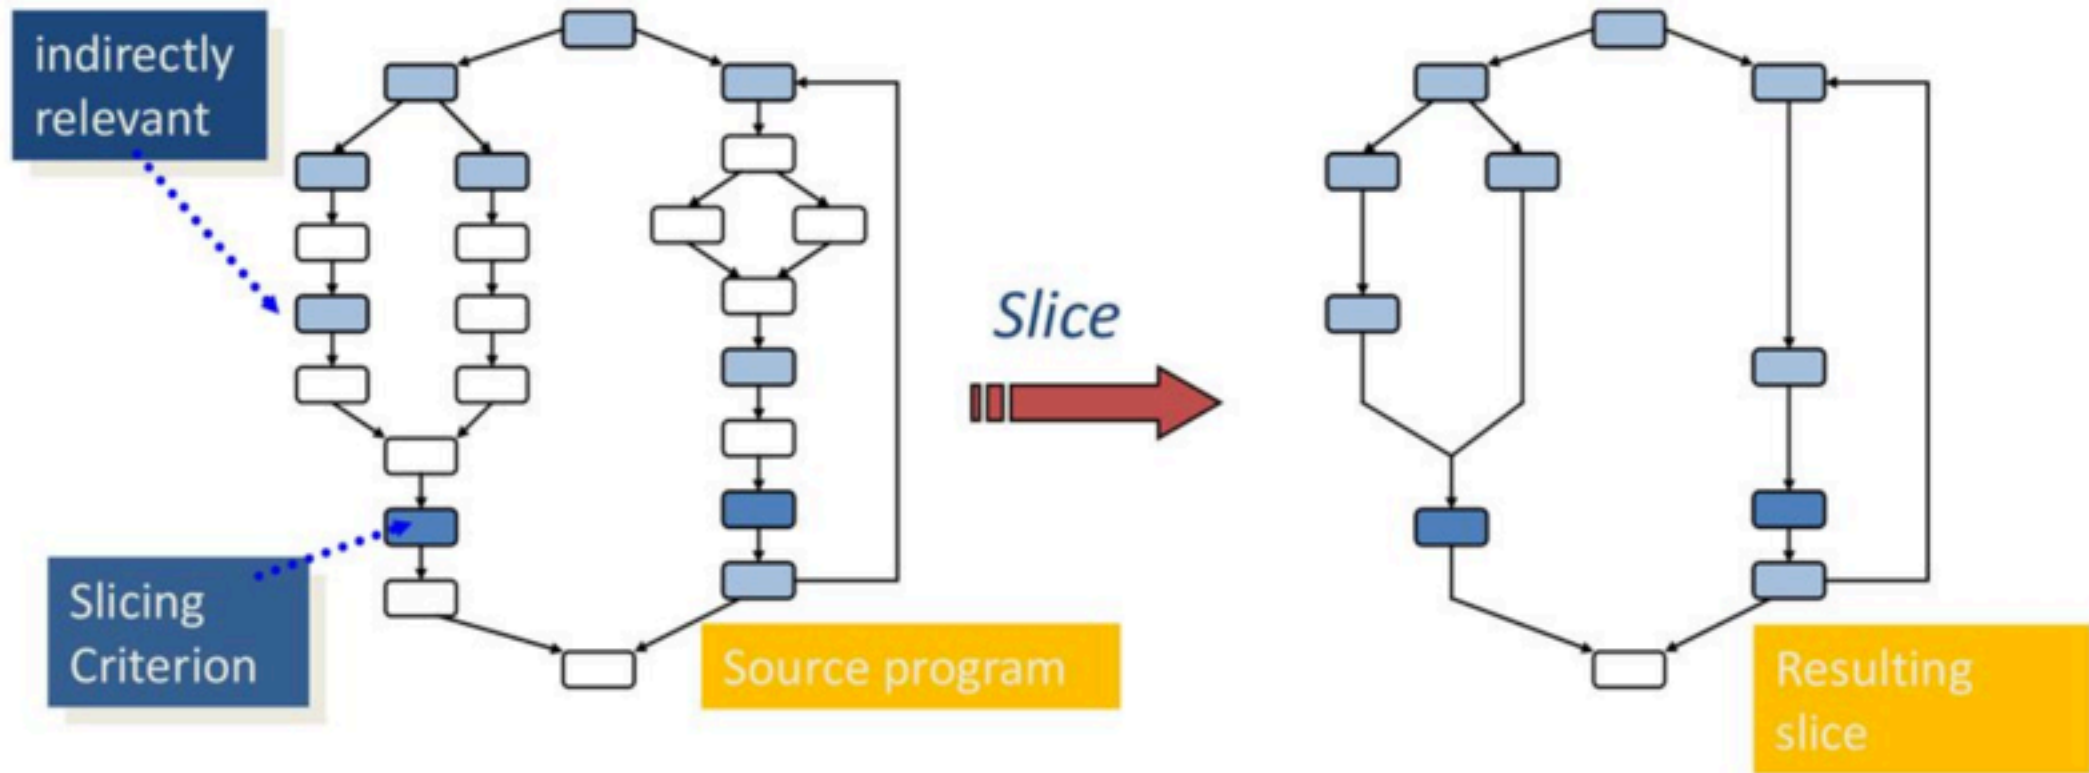 indirectly
relevant
Slice
Slicing
Criterion
Source program
Resulting
slice